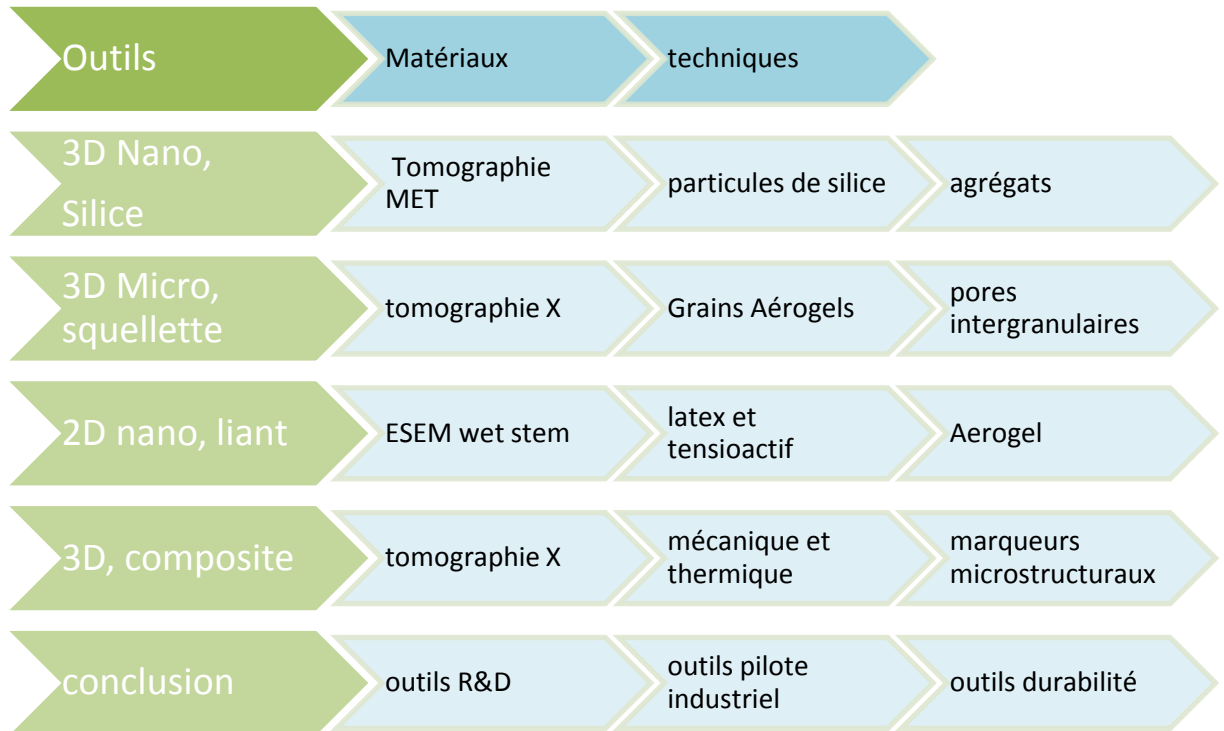 Outils
Matériaux
techniques
3D Nano,
Silice
Tomographie
MET
particules de silice
agrégats
3D Micro,
squellette
tomographie X
Grains Aérogels
pores
intergranulaires
2D nano, liant
ESEM wet stem
latex et
tensioactif
Aerogel
3D, composite
tomographie X
mécanique et
thermique
marqueurs
microstructuraux
conclusion
outils R&D
outils pilote
industriel
outils durabilité